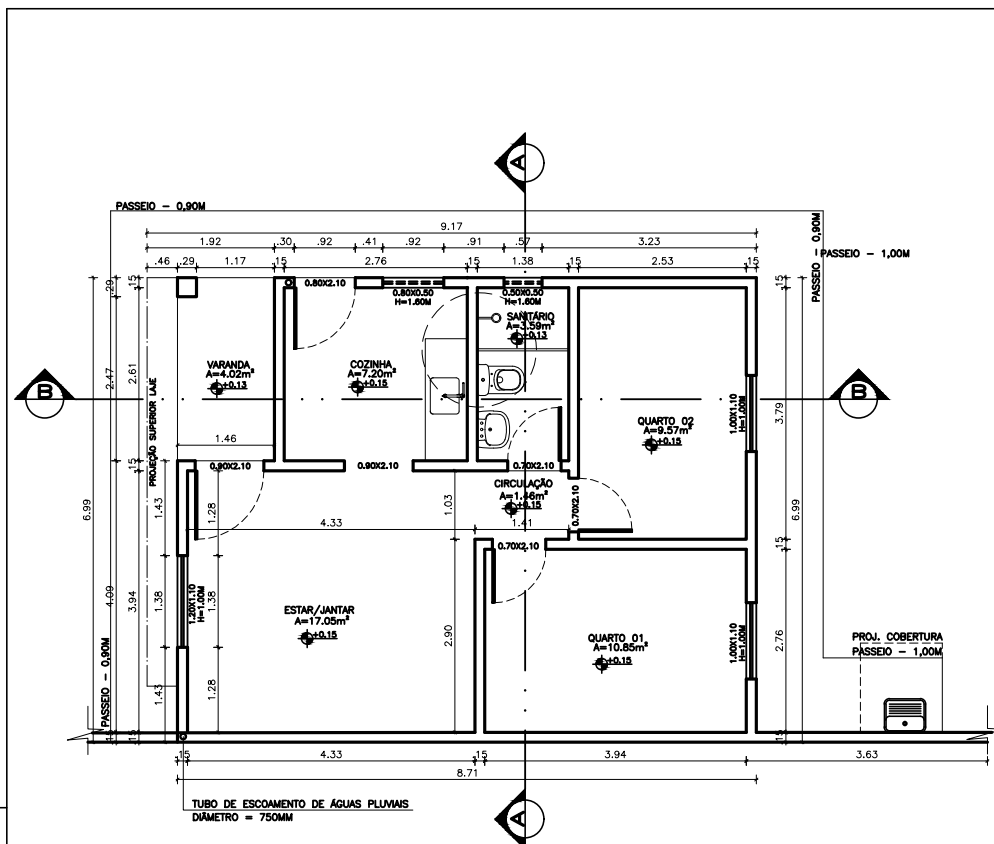 A
PASSEIO - 0,90M
9.17
1.92 .30 .92 .41 .92 .91 .57 3.23
.46 .29 1.17 15 2.76 15 1.38 15 2.53 15
PASSEIO - 0,90M
PASSEIO - 1,00M
.29
15
0.80X2.10
0.80X0.50
H=1.60M
0.50X0.50
H=1.60M
15
SANITÁRIO
A=3.59m²
+0.13
VARANDA
A=4.02m²
+0.13
COZINHA
A=7.20m²
+0.15
2.47
2.61
PROJEÇÃO SUPERIOR LAJE
B
B
QUARTO 02
A=9.57m²
+0.15
1.00X1.10
H=1.00M
3.79
1.46
0.90X2.10
0.90X2.10
0.70X2.10
15
CIRCULAÇÃO
A=1.46m²
+0.15
0.70X2.10
6.99
1.43
1.28
4.33
1.03
1.41
6.99
0.70X2.10
15
4.09
3.94
1.38
1.20X1.10
H=1.00M
1.38
ESTAR/JANTAR
A=17.05m²
+0.15
2.90
QUARTO 01
A=10.85m²
+0.15
1.00X1.10
H=1.00M
2.76
PROJ. COBERTURA
PASSEIO - 1,00M
PASSEIO - 0,90M
1.43
1.28
15
15
15 4.33 15 3.94 3.63
8.71
TUBO DE ESCOAMENTO DE ÁGUAS PLUVIAIS
DIÂMETRO = 750MM
A